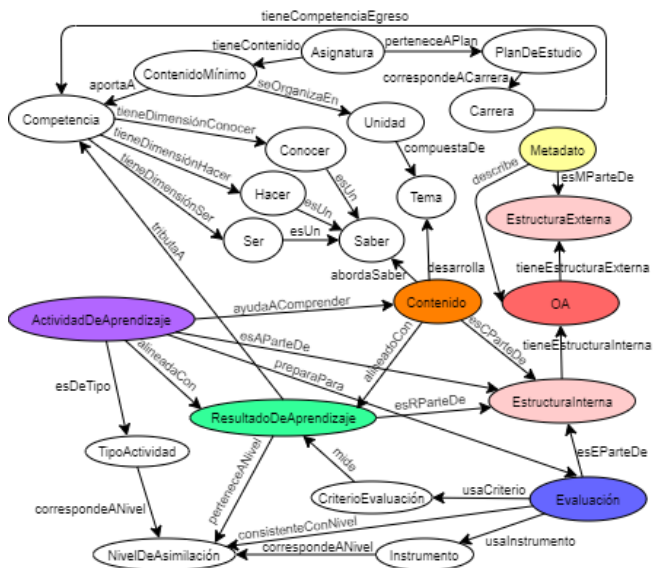 tieneCompetenciaEgreso
tieneContenido
Asignatura
perteneceAPlan
PlanDeEstudio
ContenidoMínimo
correspondeACarrera
aportaA
seOrganizaEn
Carrera
Competencia
tieneDimensiónConocer
Unidad
tieneDimensiónHacer
Conocer
compuestaDe
Metadato
tieneDimensiónSer
esUn
describe
esMParteDe
Hacer
esUn
Tema
EstructuraExterna
Ser
esUn
Saber
tributaA
abordaSaber
desarrolla
tieneEstructuraExterna
ActividadDeAprendizaje
ayudaAComprender
Contenido
OA
esAParteDe
alineadoCon
esCParteDe
tieneEstructuraInterna
esDeTipo
alineadaCon
preparaPara
EstructuraInterna
ResultadoDeAprendizaje
esRParteDe
TipoActividad
perteneceANivel
mide
esEParteDe
CriterioEvaluación
usaCriterio
Evaluación
correspondeANivel
consistenteConNivel
usaInstrumento
NivelDeAsimilación
correspondeANivel
Instrumento